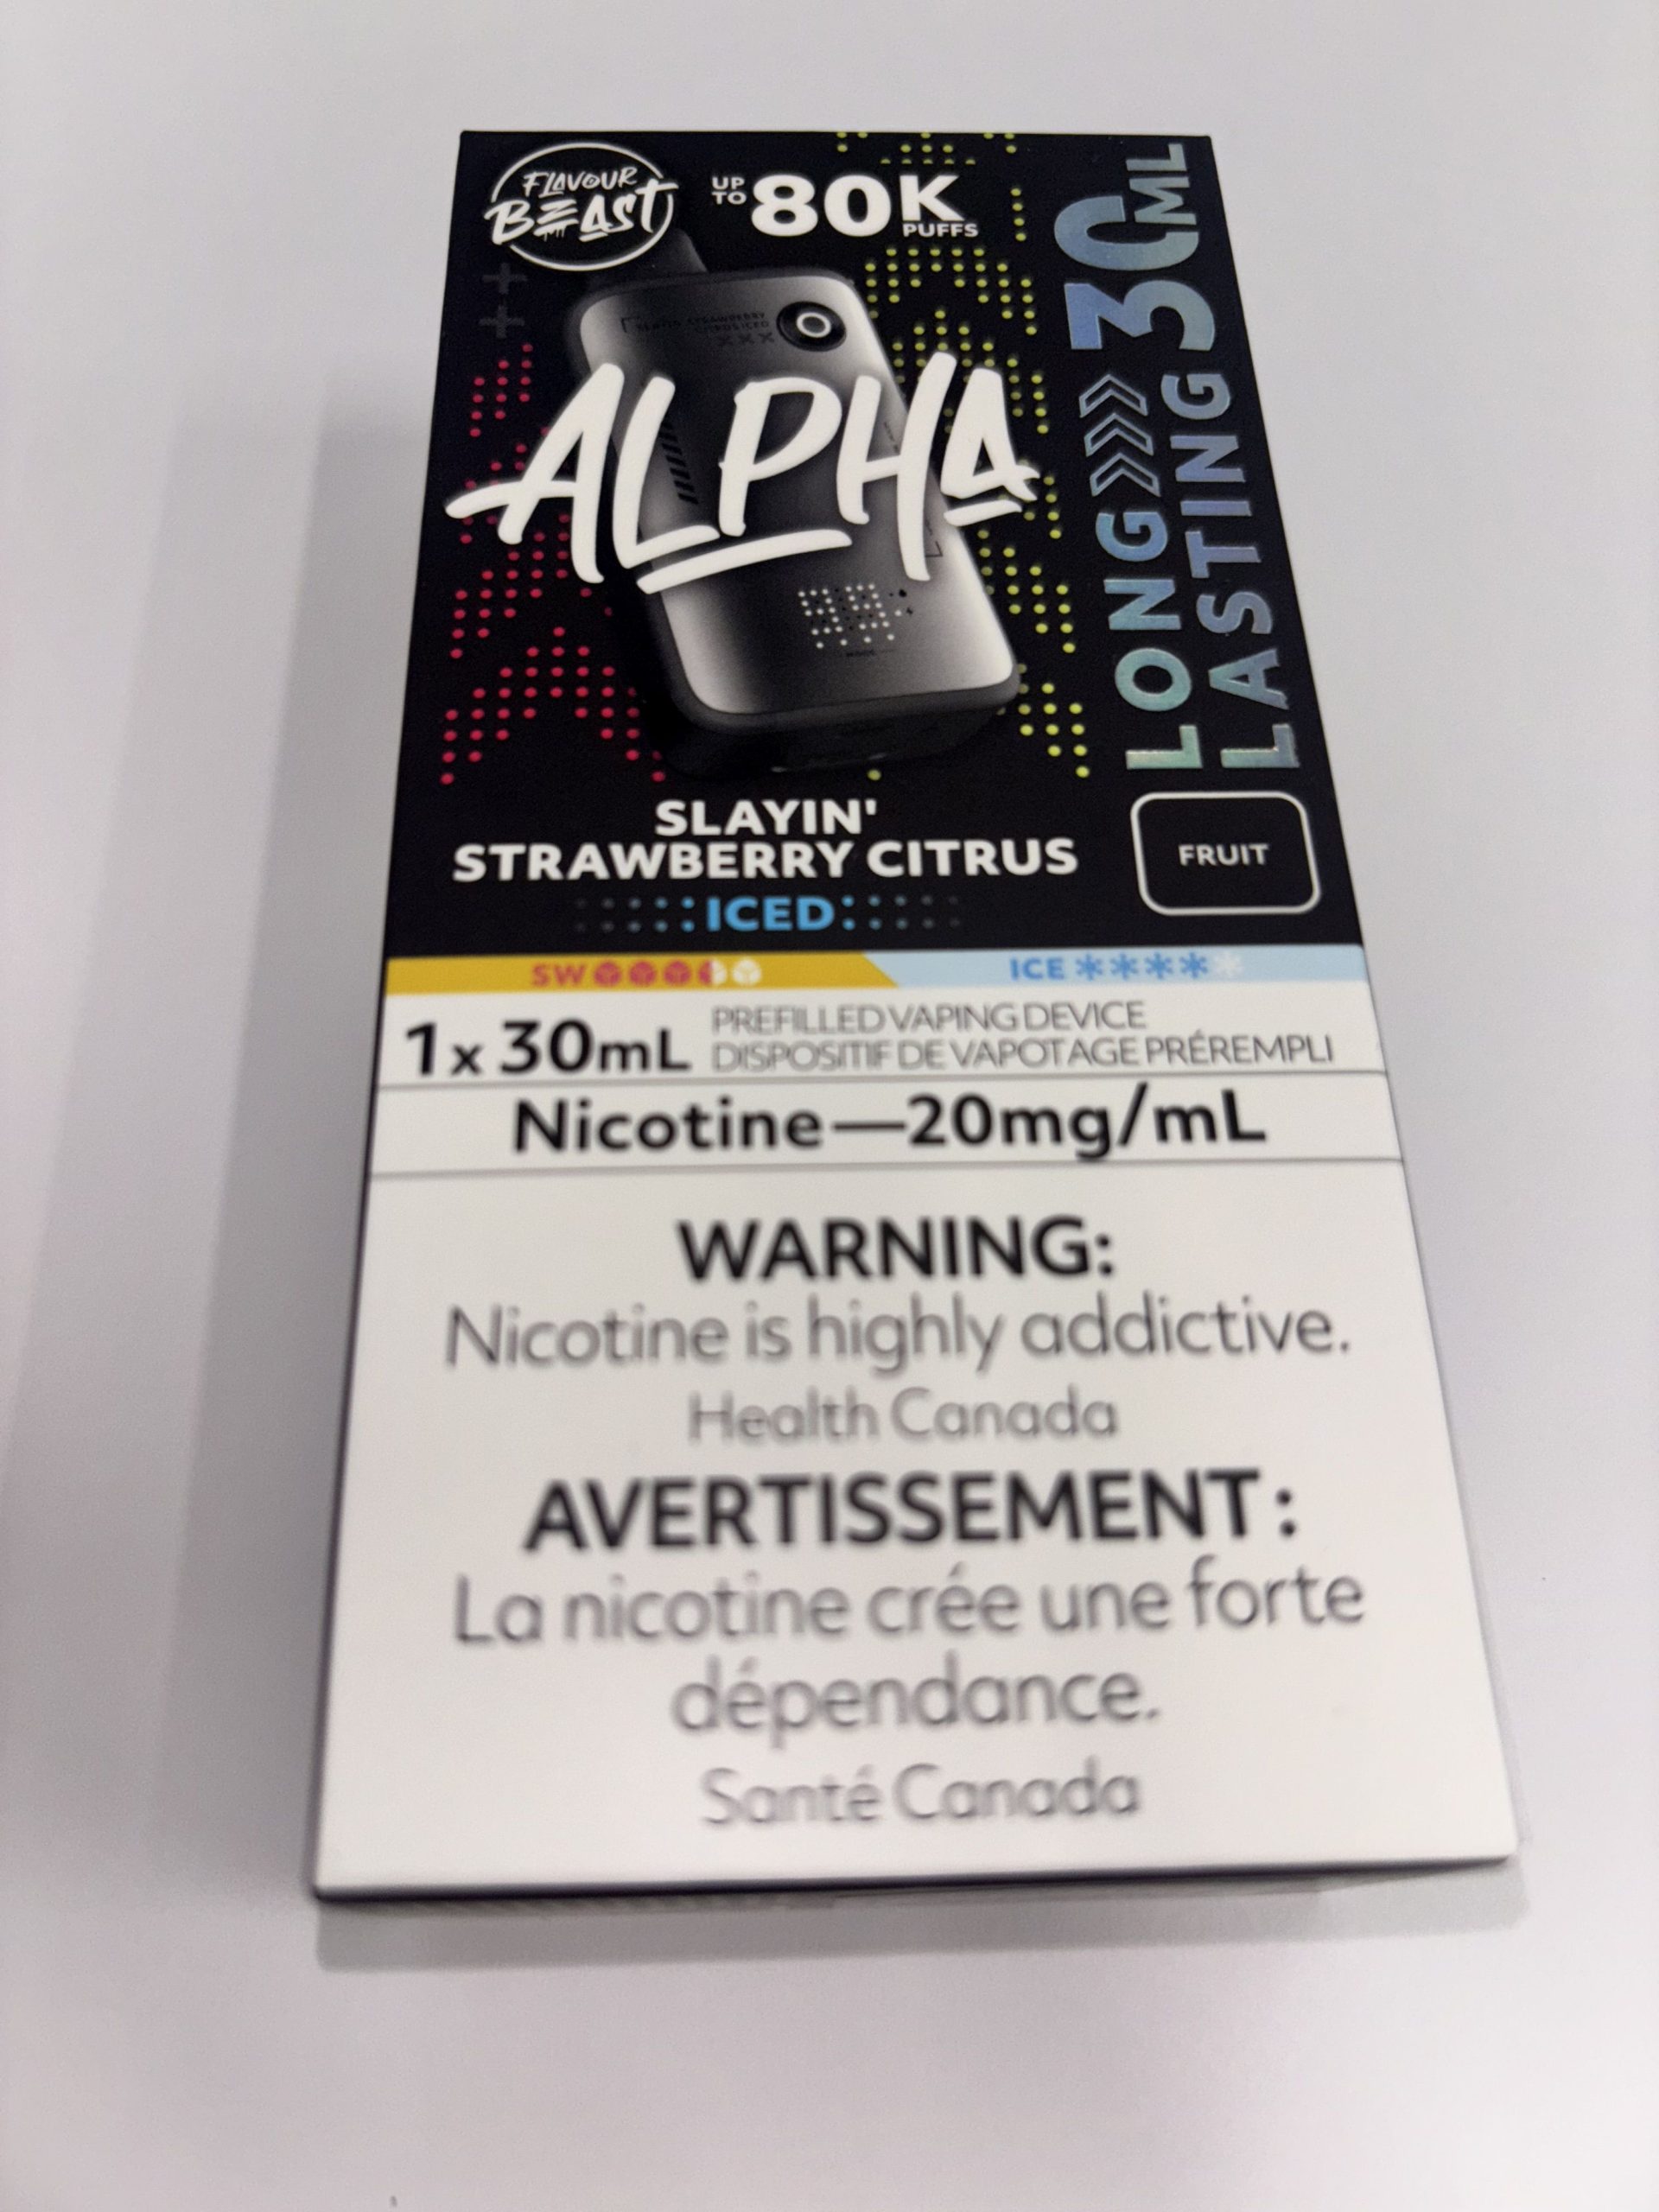 FLAVOUR
BEAST
UP
TO
80K
PUFFS
ALPHA
LONG
LASTING
30ML
SLAYIN'
STRAWBERRY CITRUS
ICED
FRUIT
SW
ICE
1x30mL
PREFILLED VAPING DEVICE
DISPOSITIF DE VAPOTAGE PRÉREMPLI
Nicotine—20mg/mL
WARNING:
Nicotine is highly addictive.
Health Canada
AVERTISSEMENT :
La nicotine crée une forte
dépendance.
Santé Canada